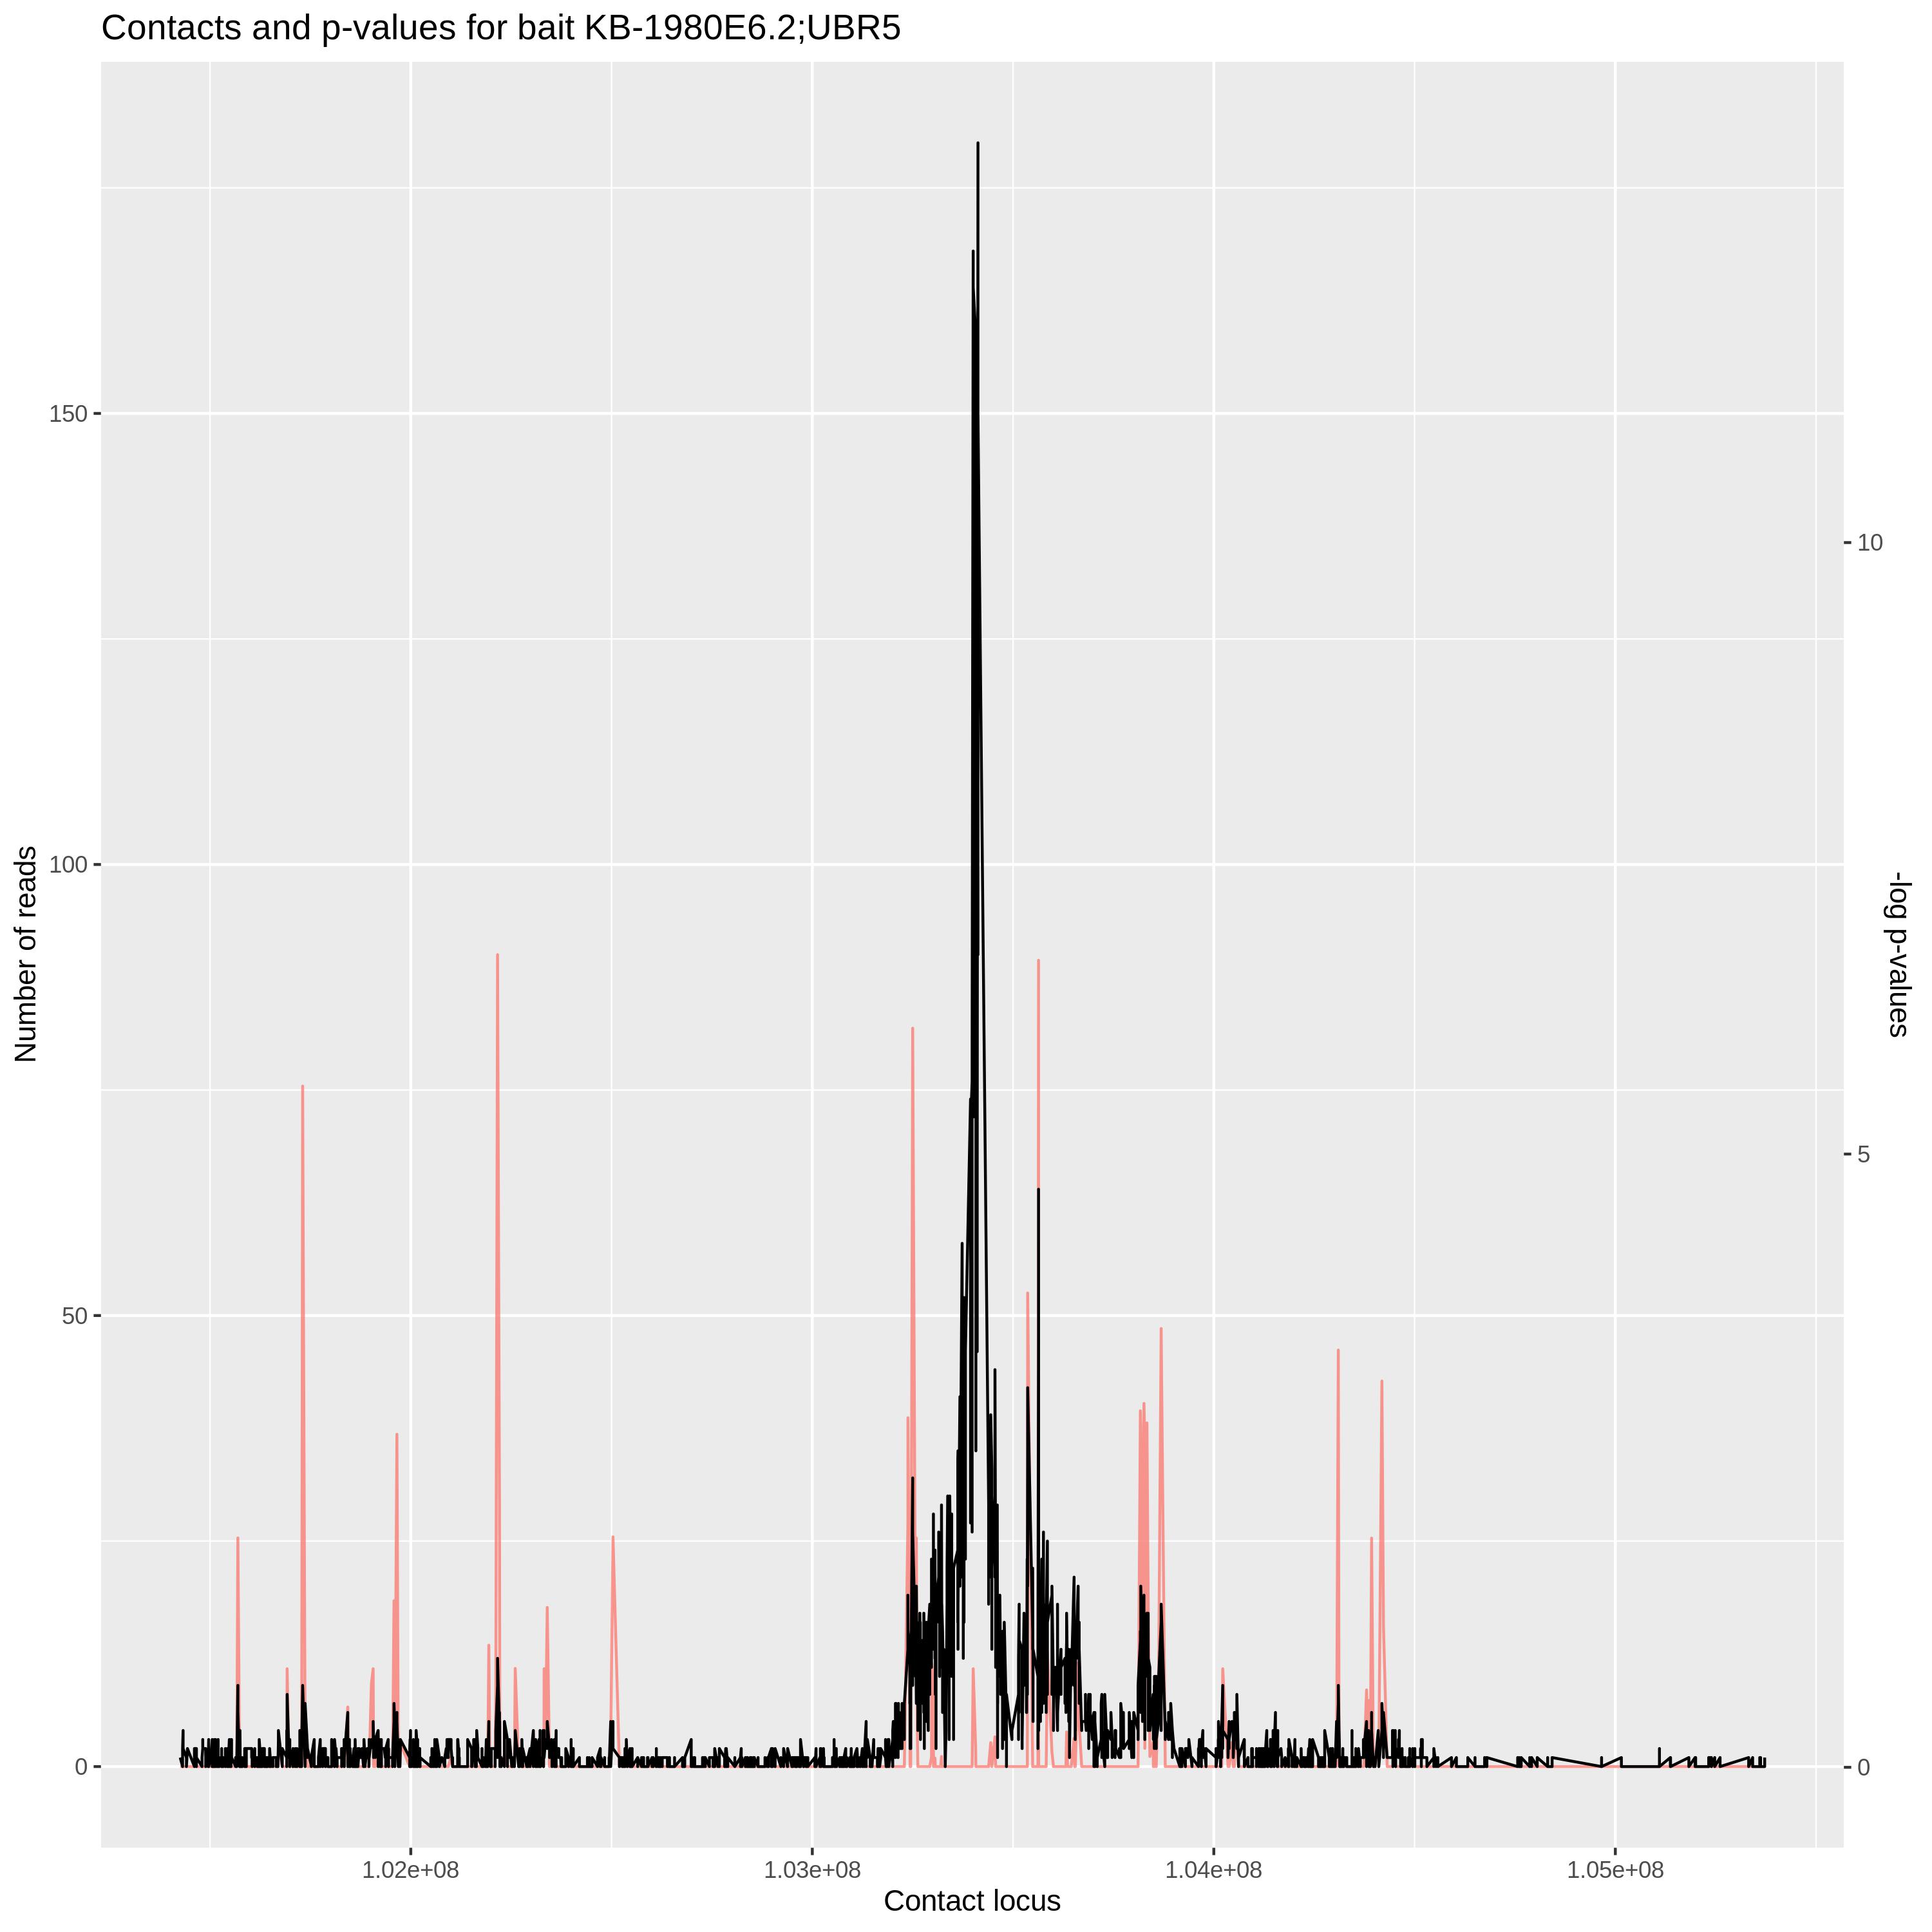 Contacts and p-values for bait KB-1980E6.2;UBR5
Number of reads
150
100
50
0
-log p-values
10
5
0
1.02e+08 1.03e+08 1.04e+08 1.05e+08
Contact locus